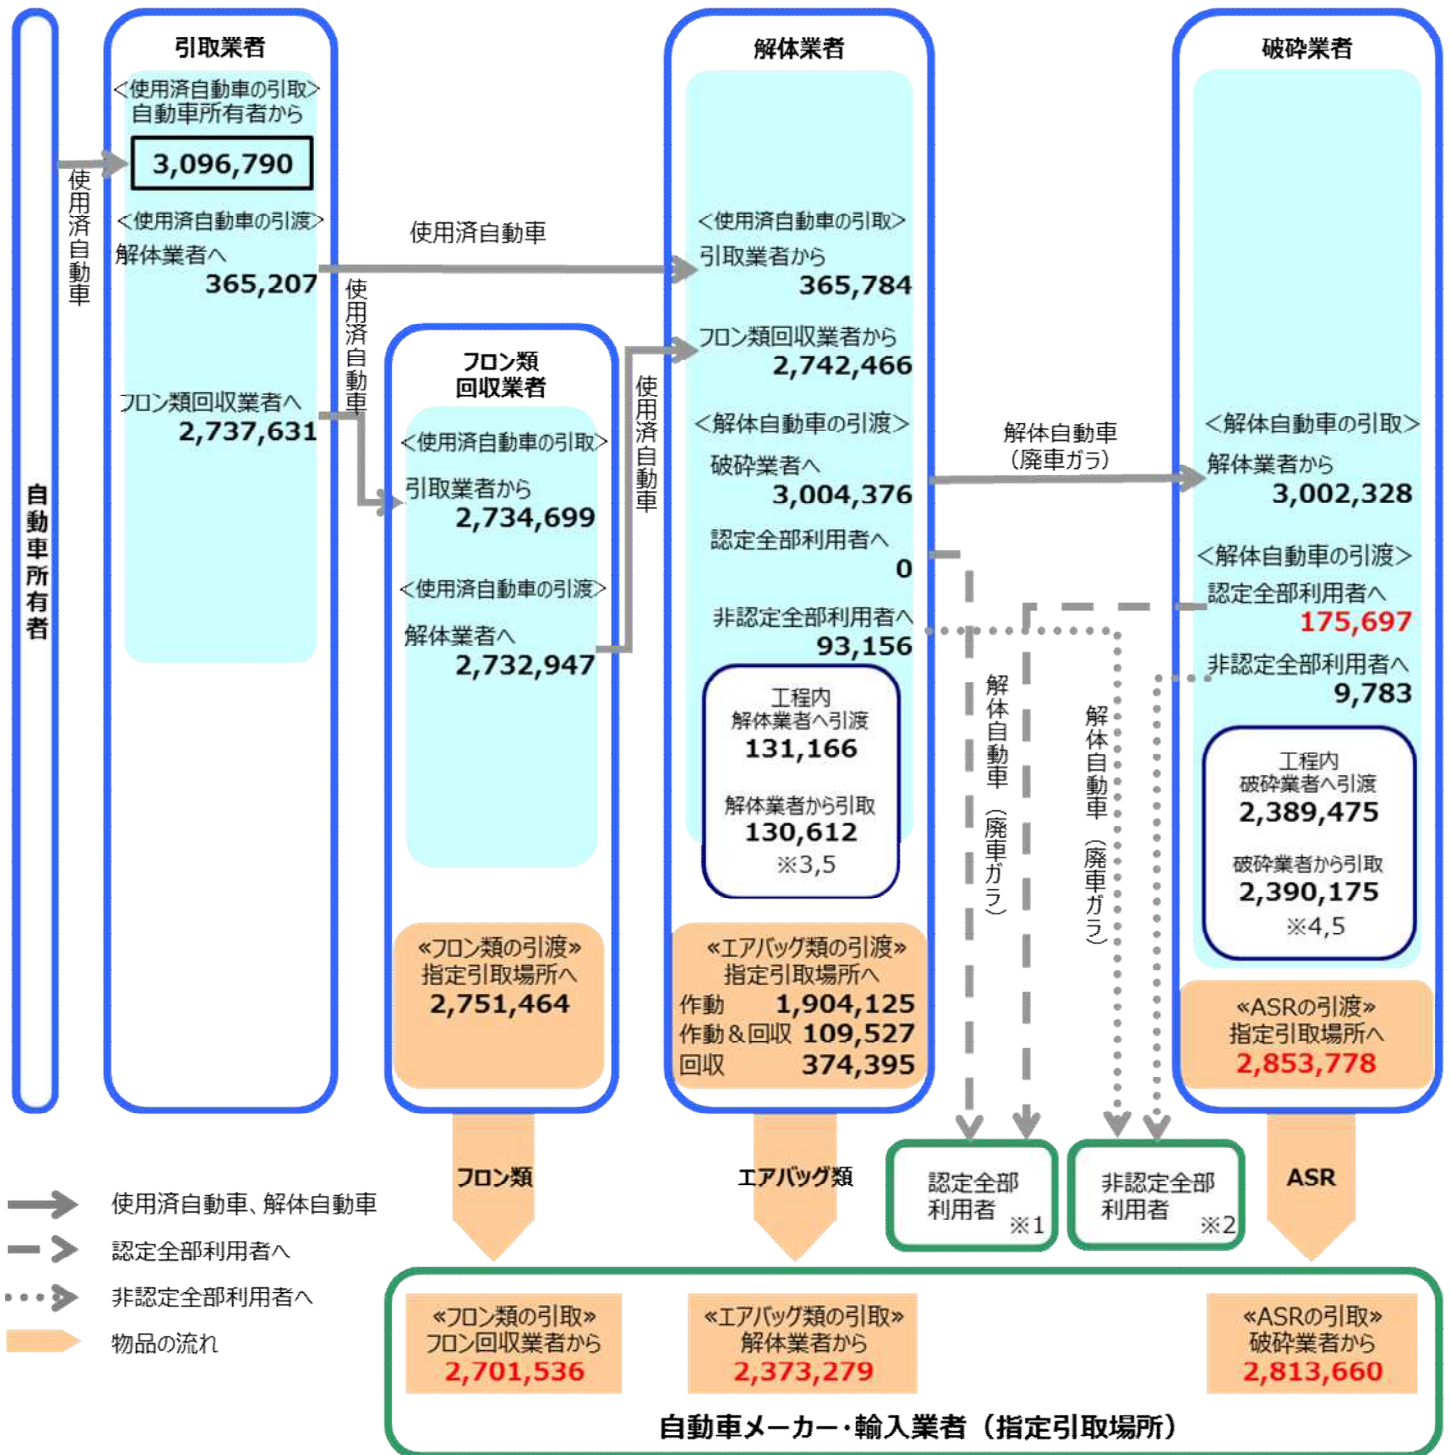 自動車所有者
使用済自動車
引取業者
<使用済自動車の引取>
自動車所有者から
3,096,790
<使用済自動車の引渡>
解体業者へ
365,207
フロン類回収業者へ
2,737,631
使用済自動車
使用済自動車
フロン類
回収業者
<使用済自動車の引取>
引取業者から
2,734,699
<使用済自動車の引渡>
解体業者へ
2,732,947
«フロン類の引渡»
指定引取場所へ
2,751,464
使用済自動車
解体業者
<使用済自動車の引取>
引取業者から
365,784
フロン類回収業者から
2,742,466
<解体自動車の引渡>
破砕業者へ
3,004,376
認定全部利用者へ
0
非認定全部利用者へ
93,156
工程内
解体業者へ引渡
131,166
解体業者から引取
130,612
※3,5
«エアバッグ類の引渡»
指定引取場所へ
作動 1,904,125
作動&回収 109,527
回収 374,395
解体自動車
(廃車ガラ)
解体自動車(廃車ガラ)
解体自動車(廃車ガラ)
破砕業者
<解体自動車の引取>
解体業者から
3,002,328
<解体自動車の引渡>
認定全部利用者へ
175,697
非認定全部利用者へ
9,783
工程内
破砕業者へ引渡
2,389,475
破砕業者から引取
2,390,175
※4,5
«ASRの引渡»
指定引取場所へ
2,853,778
フロン類
エアバッグ類
認定全部
利用者 ※1
非認定全部
利用者 ※2
ASR
使用済自動車、解体自動車
認定全部利用者へ
非認定全部利用者へ
物品の流れ
«フロン類の引取»
フロン回収業者から
2,701,536
«エアバッグ類の引取»
解体業者から
2,373,279
«ASRの引取»
破砕業者から
2,813,660
自動車メーカー・輸入業者(指定引取場所)